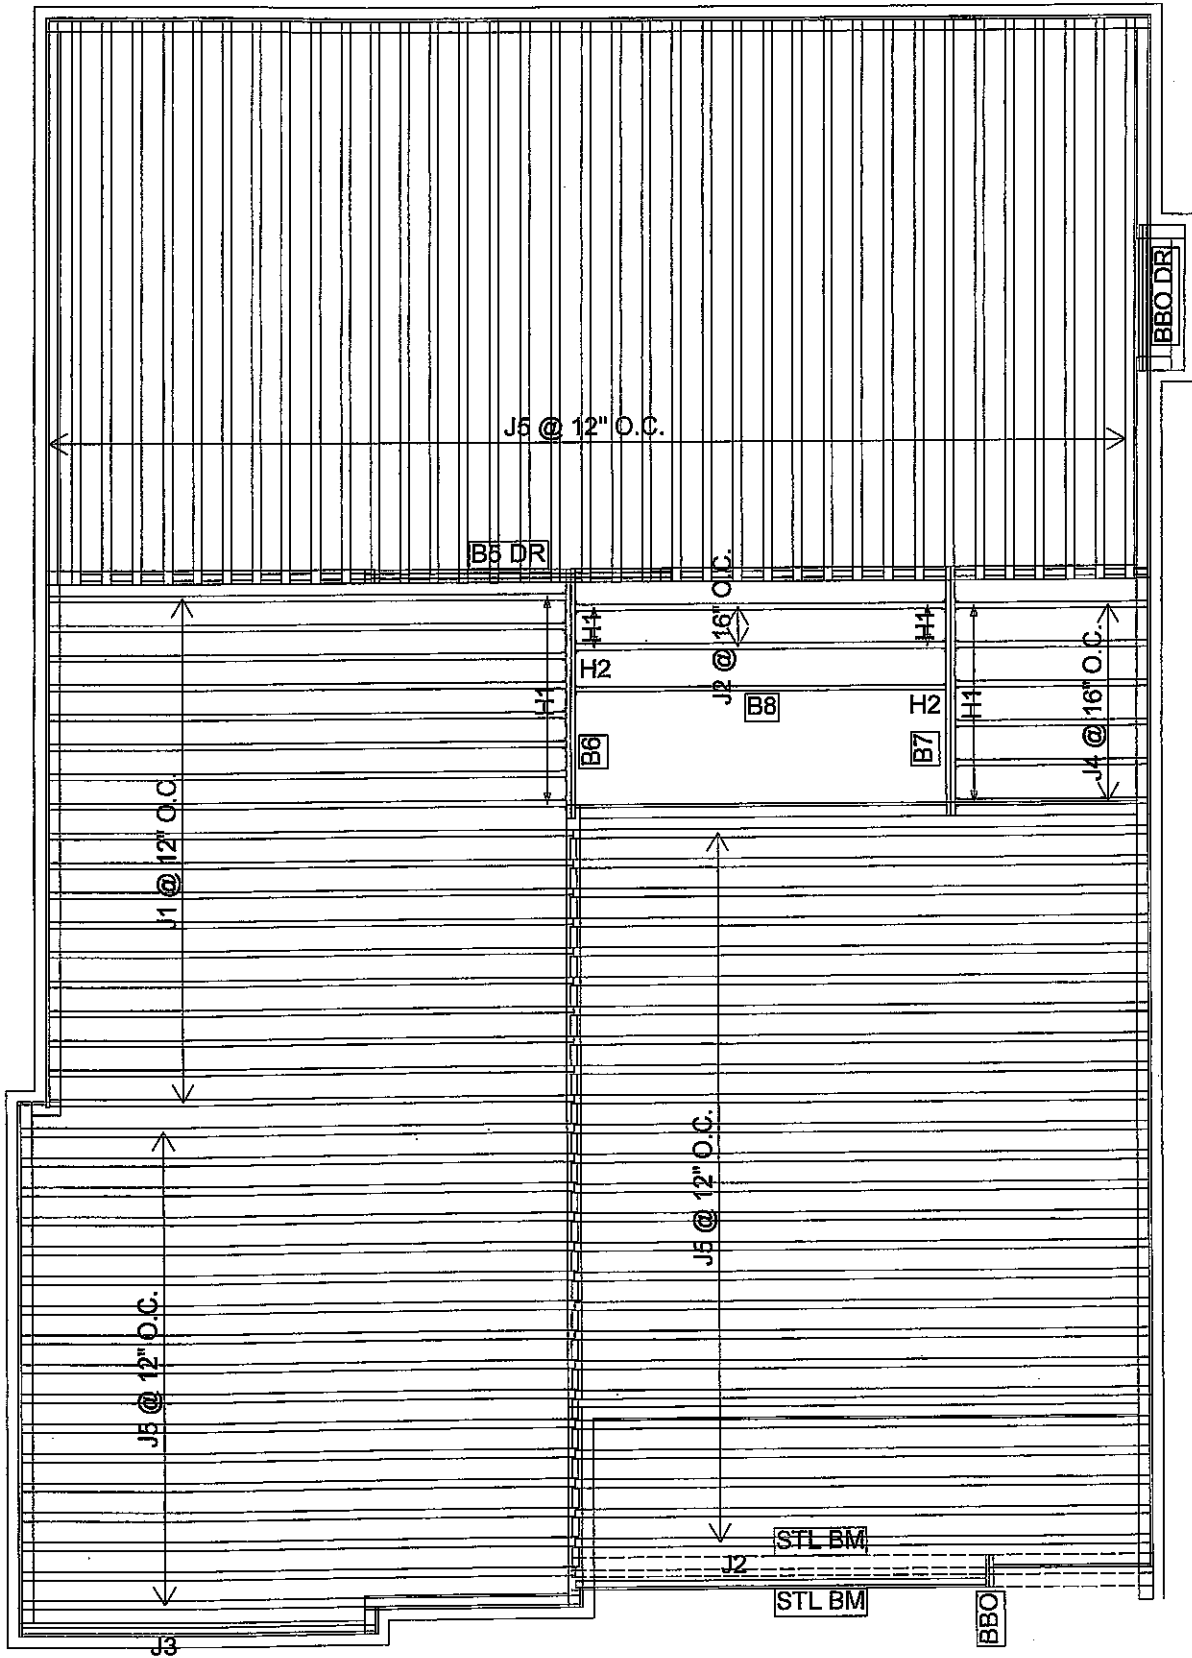 BBO DR
J5 @ 12" O.C.
B5 DR
J2 @ 16" O.C.
H1
H1
H2
H1
B8
H2
H1
J4 @ 16" O.C.
B6
B7
J1 @ 12" O.C.
J5 @ 12" O.C.
J5 @ 12" O.C.
STL BM
J2
STL BM
BBO
J3